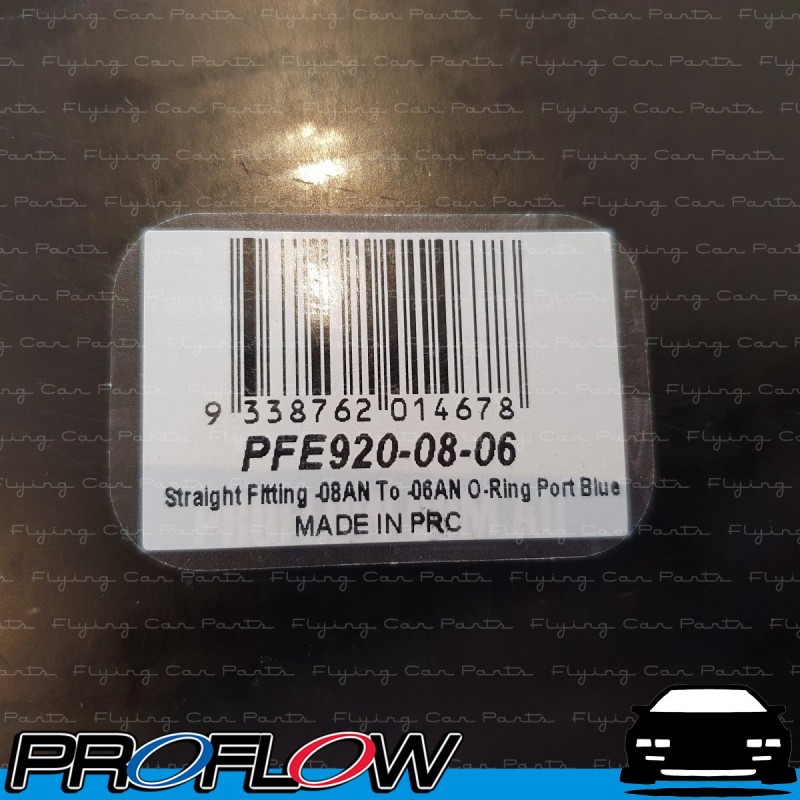 Flying Car Parts
9 338762 014678
PFE920-08-06
Straight Fitting -08AN To -06AN O-Ring Port Blue
MADE IN PRC
PROFLOW